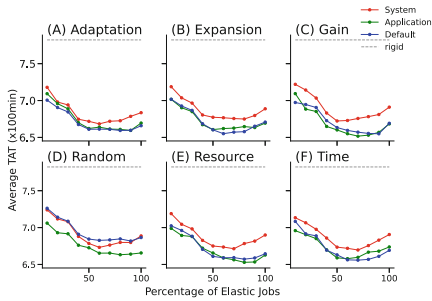 System
Application
Default
rigid
(A) Adaptation
(B) Expansion
(C) Gain
7.5
7.0
6.5
(D) Random
(E) Resource
(F) Time
7.5
7.0
6.5
50
100
50
100
50
100
Average TAT (x100min)
Percentage of Elastic Jobs